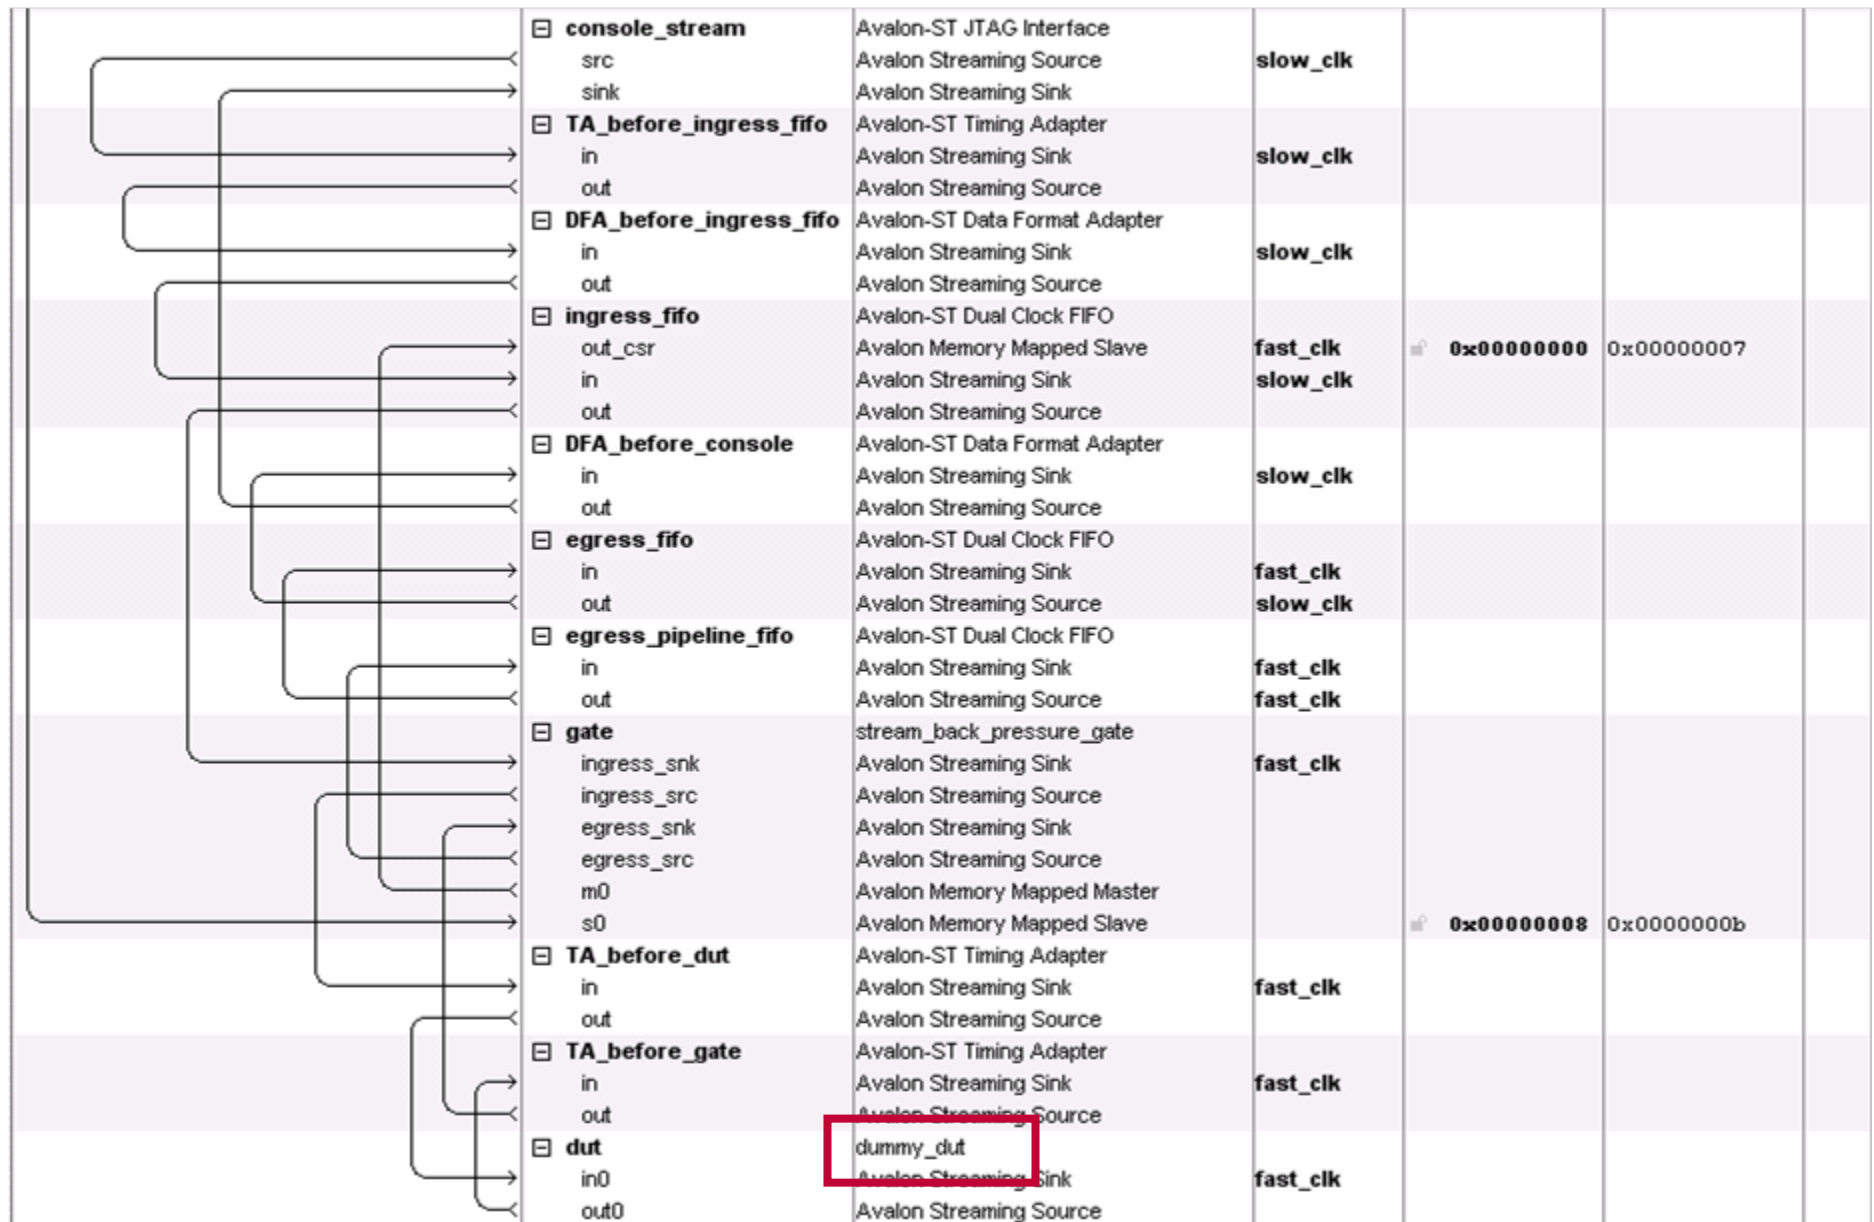 console_stream Avalon-ST JTAG Interface
src Avalon Streaming Source slow_clk
sink Avalon Streaming Sink
TA_before_ingress_fifo Avalon-ST Timing Adapter
in Avalon Streaming Sink slow_clk
out Avalon Streaming Source
DFA_before_ingress_fifo Avalon-ST Data Format Adapter
in Avalon Streaming Sink slow_clk
out Avalon Streaming Source
ingress_fifo Avalon-ST Dual Clock FIFO
out_csr Avalon Memory Mapped Slave fast_clk 0x00000000 0x00000007
in Avalon Streaming Sink slow_clk
out Avalon Streaming Source
DFA_before_console Avalon-ST Data Format Adapter
in Avalon Streaming Sink slow_clk
out Avalon Streaming Source
egress_fifo Avalon-ST Dual Clock FIFO
in Avalon Streaming Sink fast_clk
out Avalon Streaming Source slow_clk
egress_pipeline_fifo Avalon-ST Dual Clock FIFO
in Avalon Streaming Sink fast_clk
out Avalon Streaming Source fast_clk
gate stream_back_pressure_gate
ingress_snk Avalon Streaming Sink fast_clk
ingress_src Avalon Streaming Source
egress_snk Avalon Streaming Sink
egress_src Avalon Streaming Source
m0 Avalon Memory Mapped Master
s0 Avalon Memory Mapped Slave 0x00000008 0x0000000b
TA_before_dut Avalon-ST Timing Adapter
in Avalon Streaming Sink fast_clk
out Avalon Streaming Source
TA_before_gate Avalon-ST Timing Adapter
in Avalon Streaming Sink fast_clk
out Avalon Streaming Source
dut dummy_dut
in0 Avalon Streaming Sink fast_clk
out0 Avalon Streaming Source